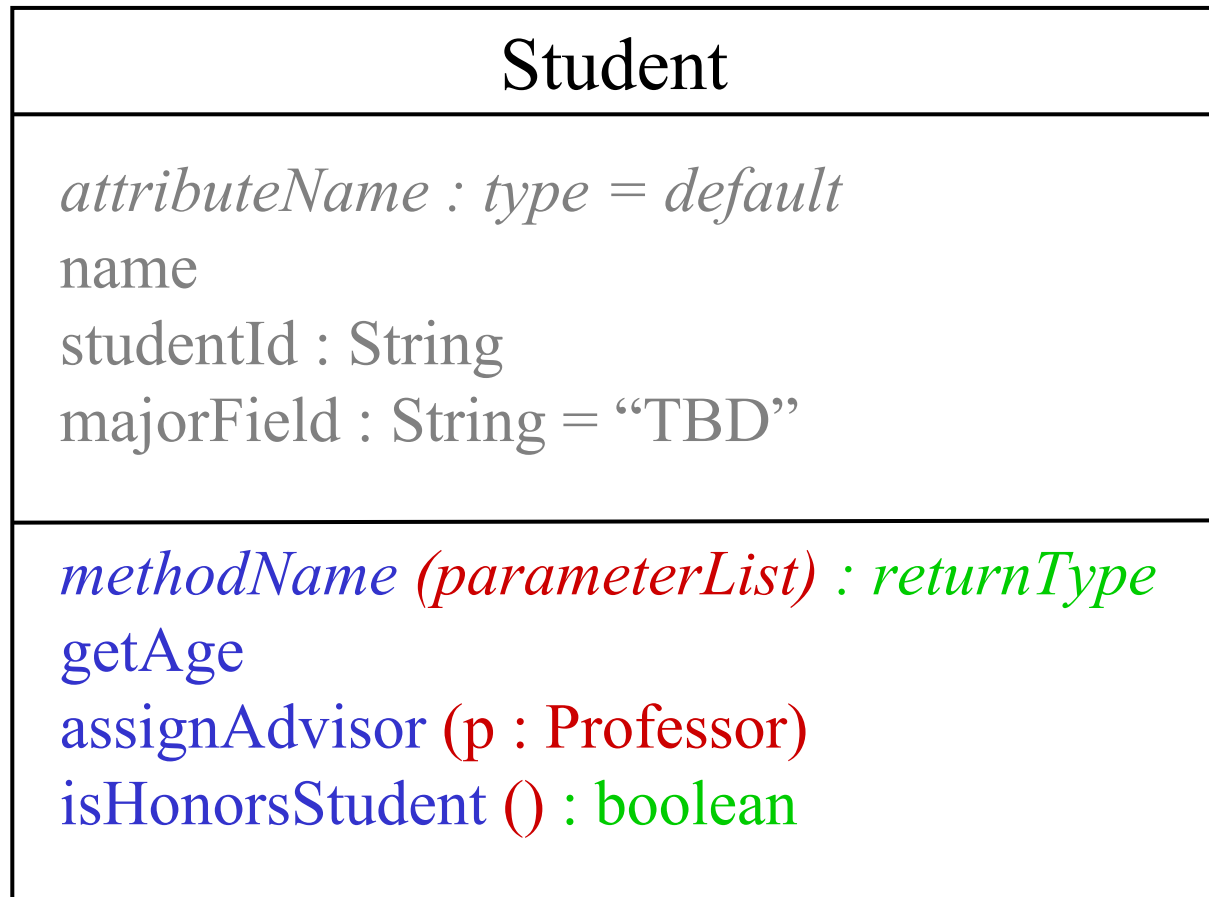 Student
attributeName : type = default
name
studentId : String
majorField : String = “TBD”
methodName (parameterList) : returnType
getAge
assignAdvisor (p : Professor)
isHonorsStudent () : boolean